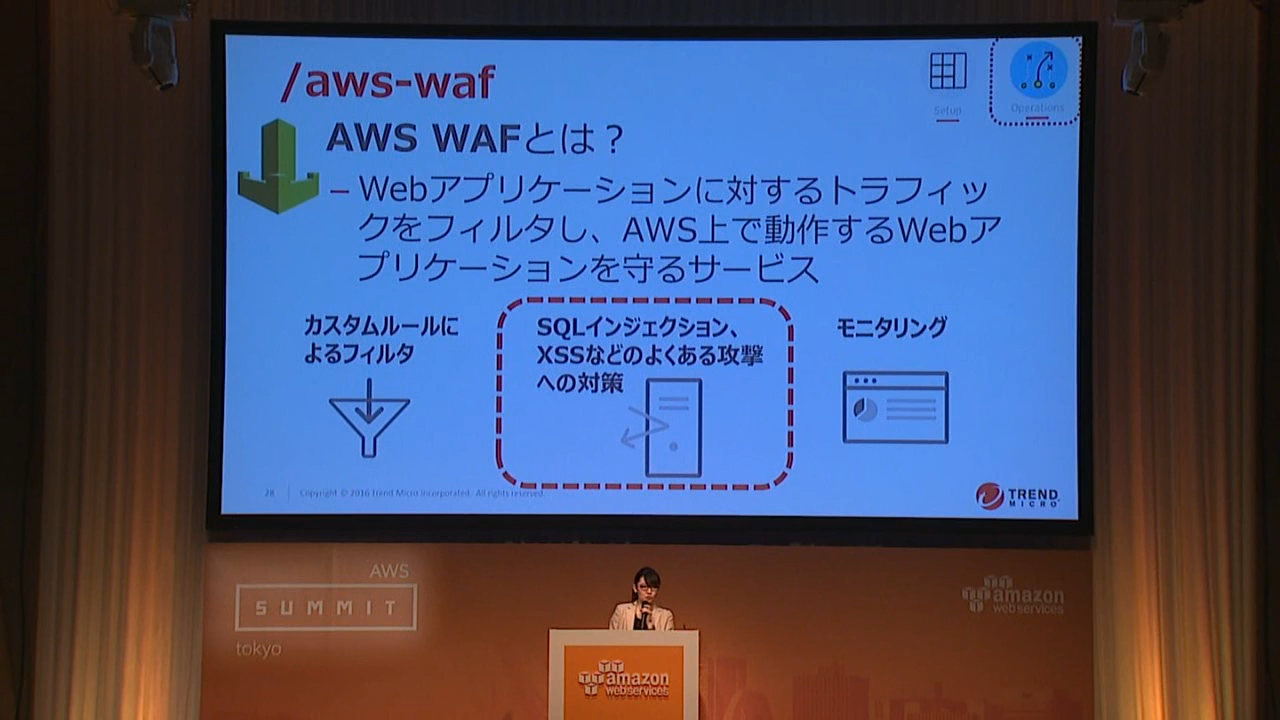 /aws-waf
Setup
Operations
AWS WAFとは？
– Webアプリケーションに対するトラフィッ
クをフィルタし、AWS上で動作するWebア
プリケーションを守るサービス
カスタムルールに
よるフィルタ
SQLインジェクション、
XSSなどのよくある攻撃
への対策
モニタリング
28
Copyright © 2016 Trend Micro Incorporated. All rights reserved.
TREND
MICRO
AWS
SUMMIT
tokyo
amazon
web services
amazon
web services